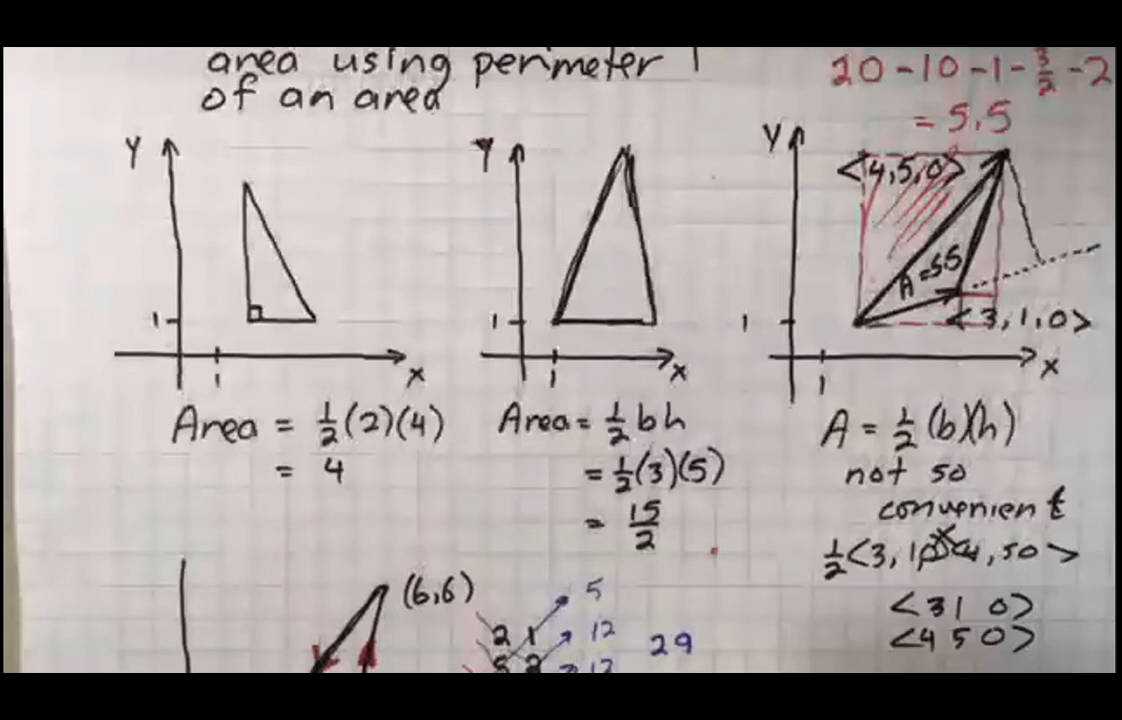 area using perimeter
of an area
20 - 10 - 1 - 3/2 - 2
= 5.5
Y
1
1
X
Area = 1/2 (2)(4)
= 4
Y
1
1
X
Area = 1/2 bh
= 1/2 (3)(5)
= 15/2
Y
<4,5,0>
A = 5.5
<3,1,0>
1
1
X
A = 1/2 (b)(h)
not so
convenient
<3 1 0>
<4 5 0>
(6,6)
2 1
5
12
29
12